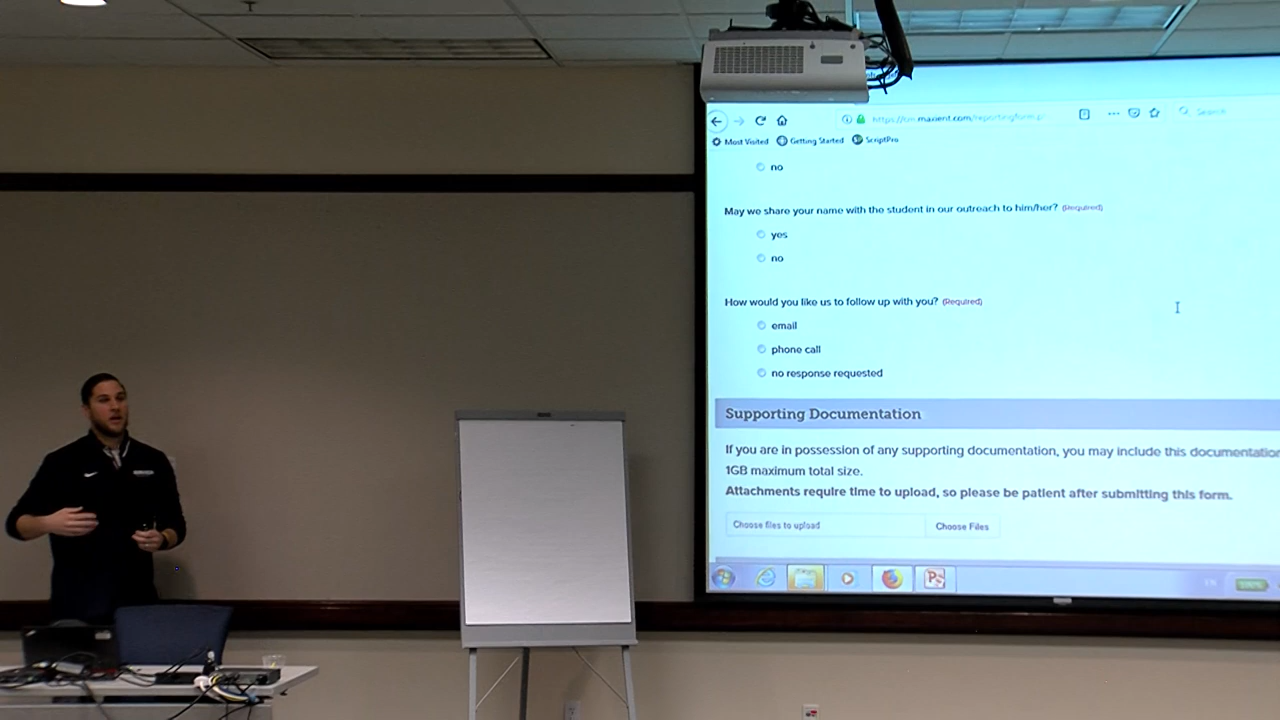 Search
Most Visited Getting Started ScriptPro
no
May we share your name with the student in our outreach to him/her? (Required)
yes
no
How would you like us to follow up with you? (Required)
email
phone call
no response requested
Supporting Documentation
If you are in possession of any supporting documentation, you may include this documentation
1GB maximum total size.
Attachments require time to upload, so please be patient after submitting this form.
Choose files to upload Choose Files